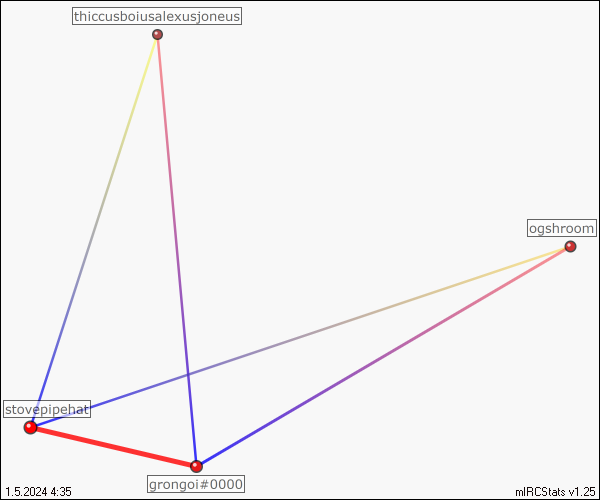 thiccusboiusalexusjoneus
ogshroom
stovepipehat
grongoi#0000
1.5.2024 4:35
mIRCStats v1.25